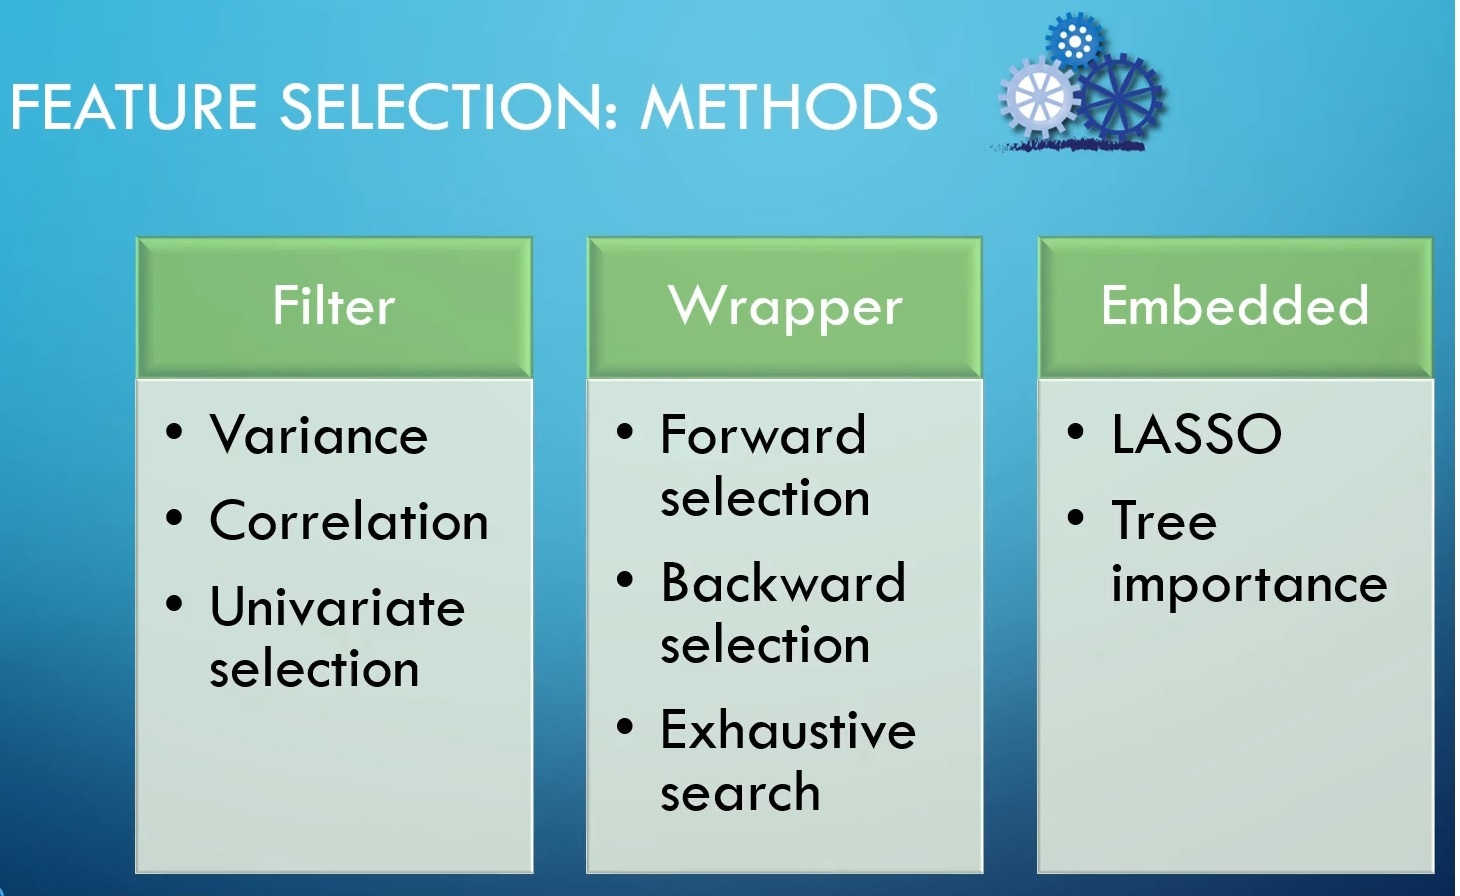 FEATURE SELECTION: METHODS
Filter
• Variance
• Correlation
• Univariate
selection
Wrapper
• Forward
selection
• Backward
selection
• Exhaustive
search
Embedded
• LASSO
• Tree
importance